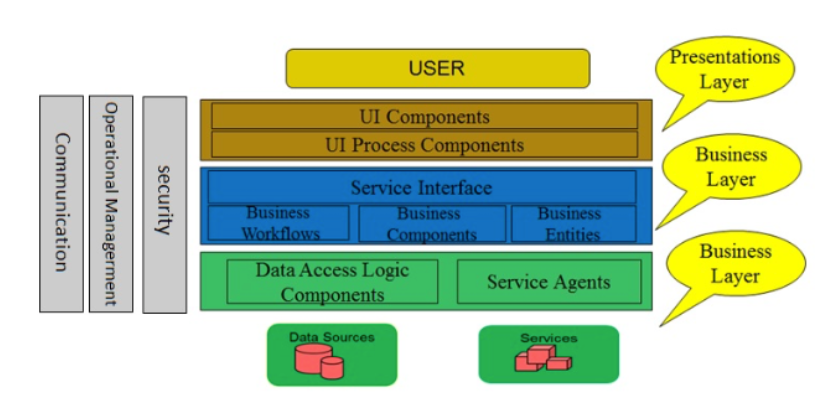 USER
Presentations
Layer
Communication
Operational Managerment
security
UI Components
UI Process Components
Business
Layer
Service Interface
Business
Workflows
Business
Components
Business
Entities
Business
Layer
Data Access Logic
Components
Service Agents
Data Sources
Services